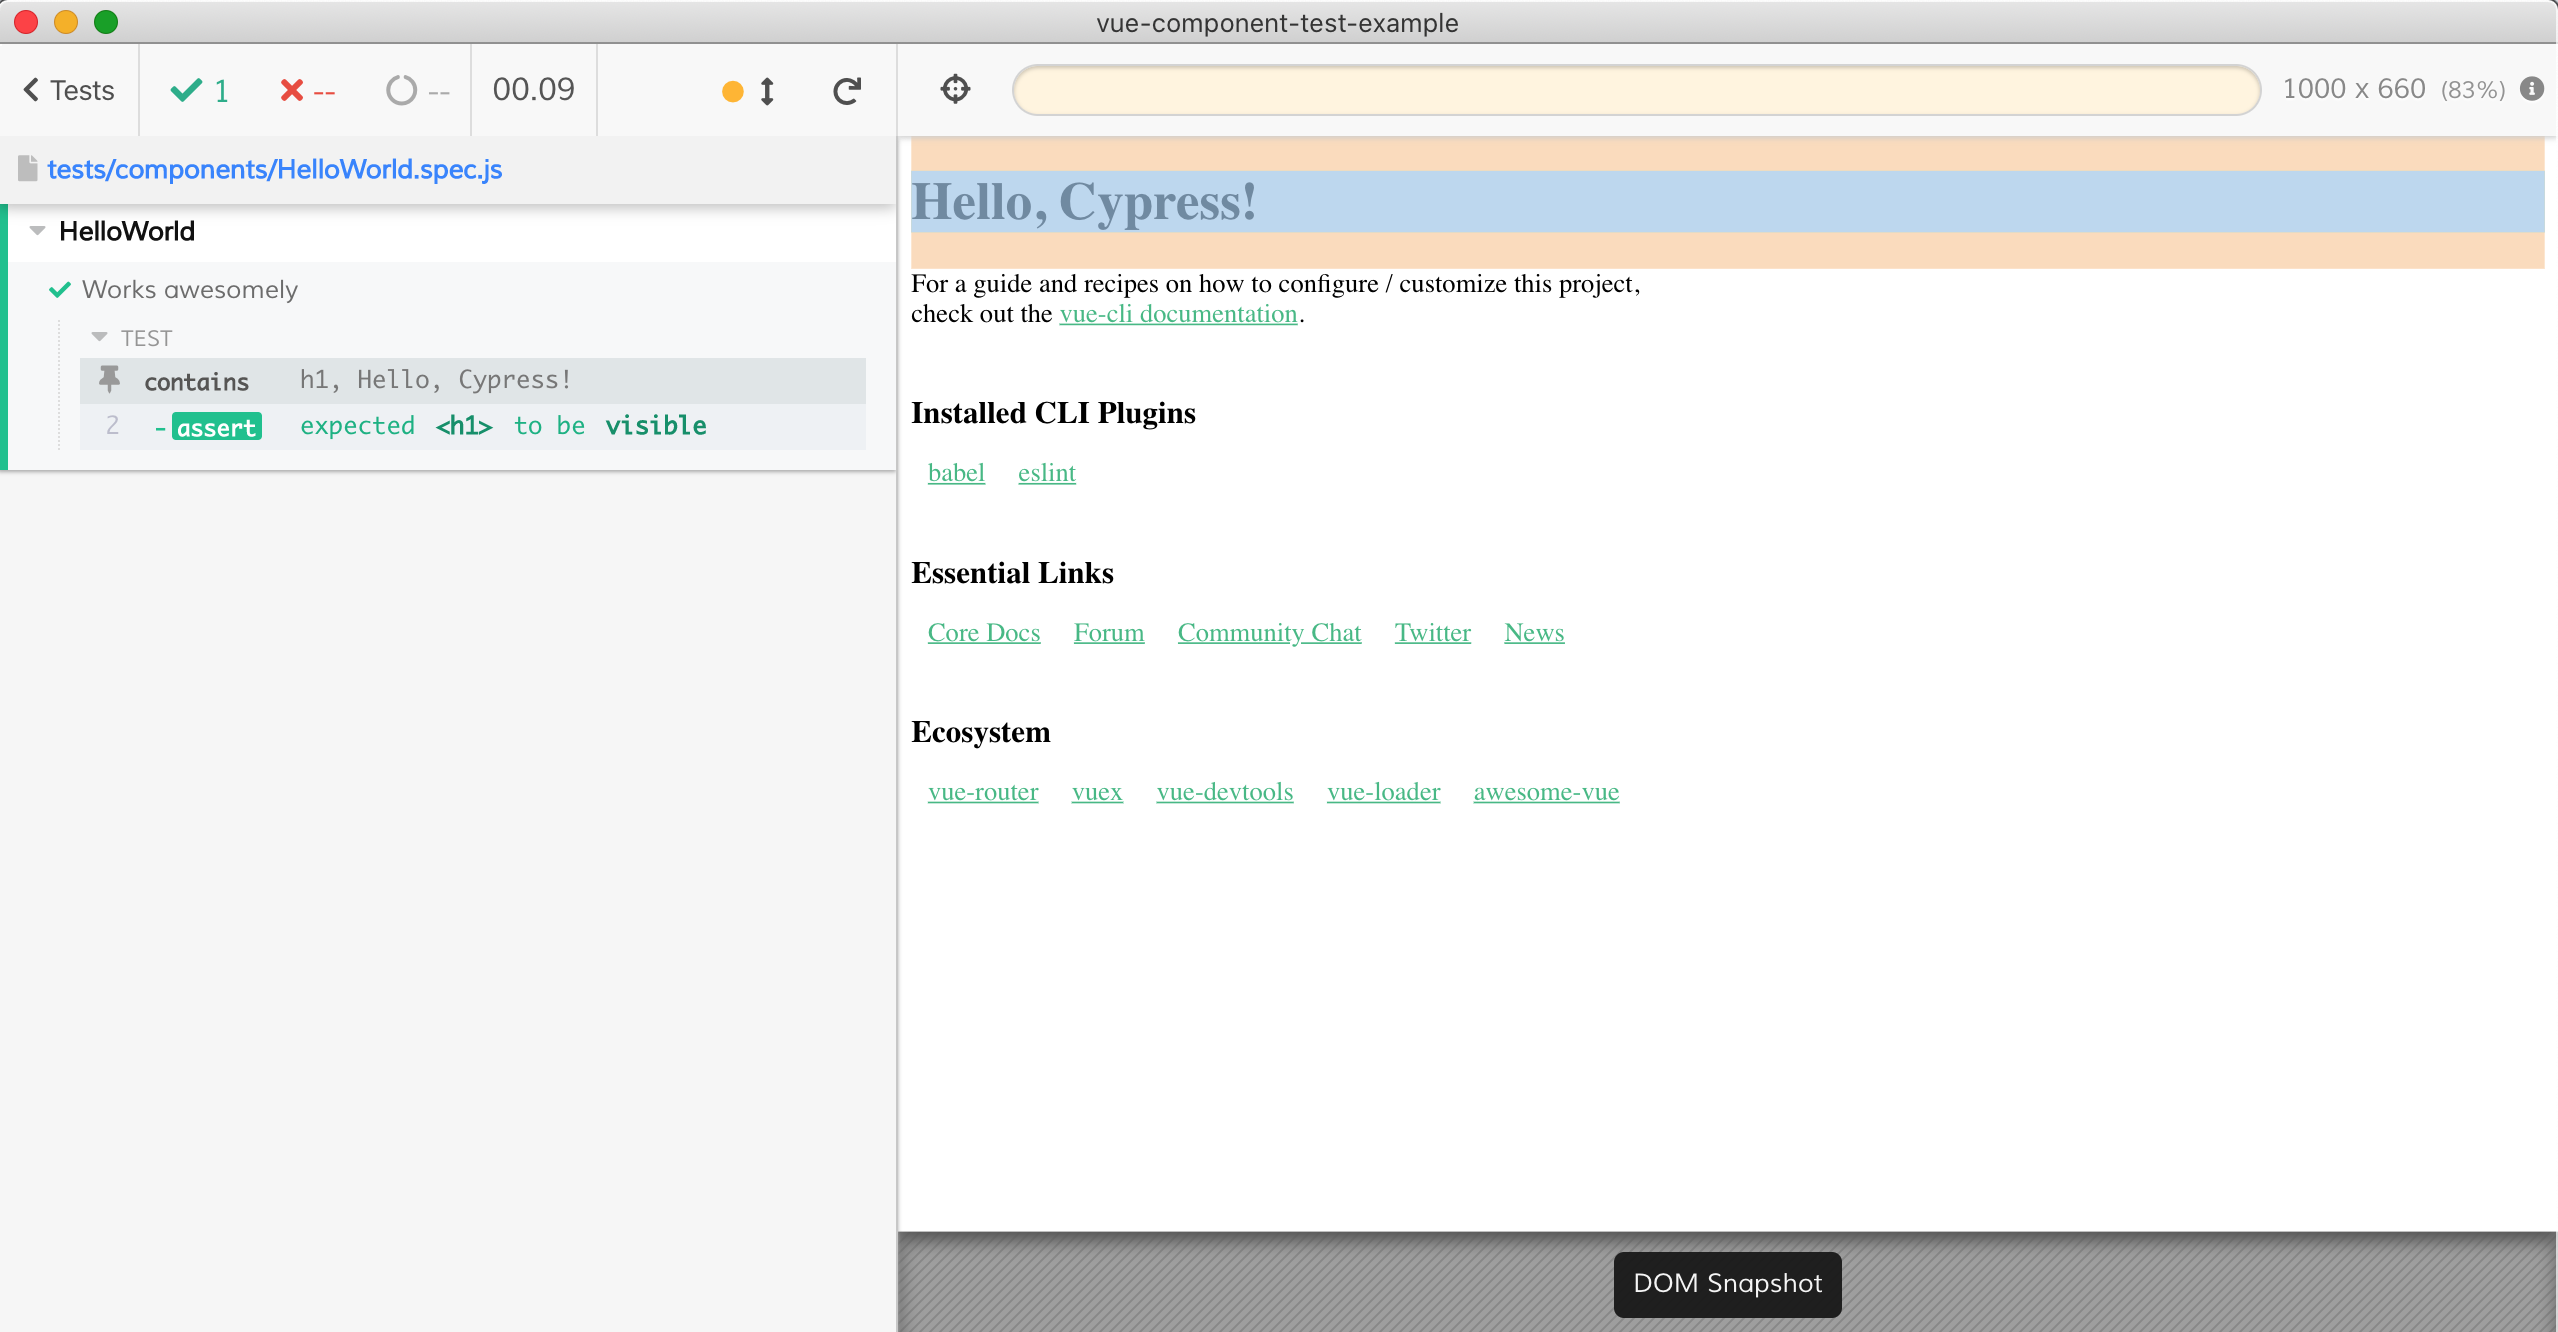 vue-component-test-example
Tests
1
--
--
00.09
1000 x 660 (83%)
tests/components/HelloWorld.spec.js
HelloWorld
Works awesomely
TEST
contains h1, Hello, Cypress!
2 -assert expected <h1> to be visible
Hello, Cypress!
For a guide and recipes on how to configure / customize this project,
check out the vue-cli documentation.
Installed CLI Plugins
babel eslint
Essential Links
Core Docs Forum Community Chat Twitter News
Ecosystem
vue-router vuex vue-devtools vue-loader awesome-vue
DOM Snapshot